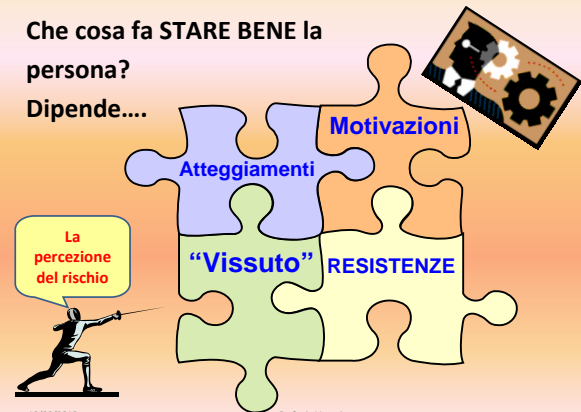 Che cosa fa STARE BENE la
persona?
Dipende....
Motivazioni
Atteggiamenti
La
percezione
del rischio
“Vissuto”
RESISTENZE